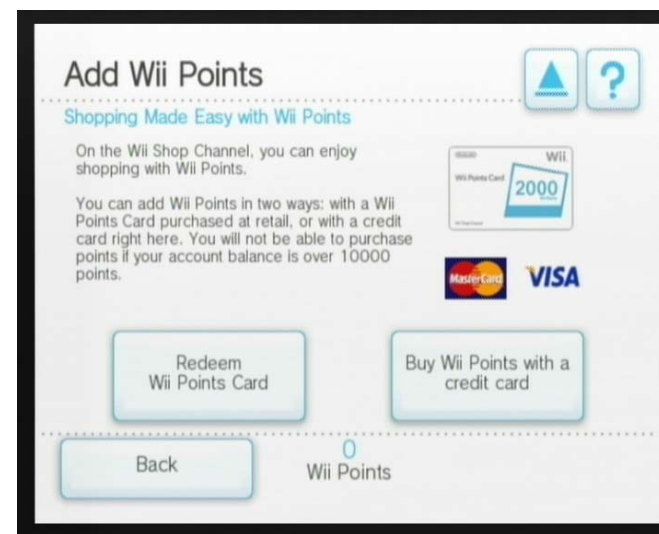 Add Wii Points
?
Shopping Made Easy with Wii Points
On the Wii Shop Channel, you can enjoy
shopping with Wii Points.
You can add Wii Points in two ways: with a Wii
Points Card purchased at retail, or with a credit
card right here. You will not be able to purchase
points if your account balance is over 10000
points.
Wii
Wii Points Card
2000
MasterCard
VISA
Redeem
Wii Points Card
Buy Wii Points with a
credit card
Back
0
Wii Points